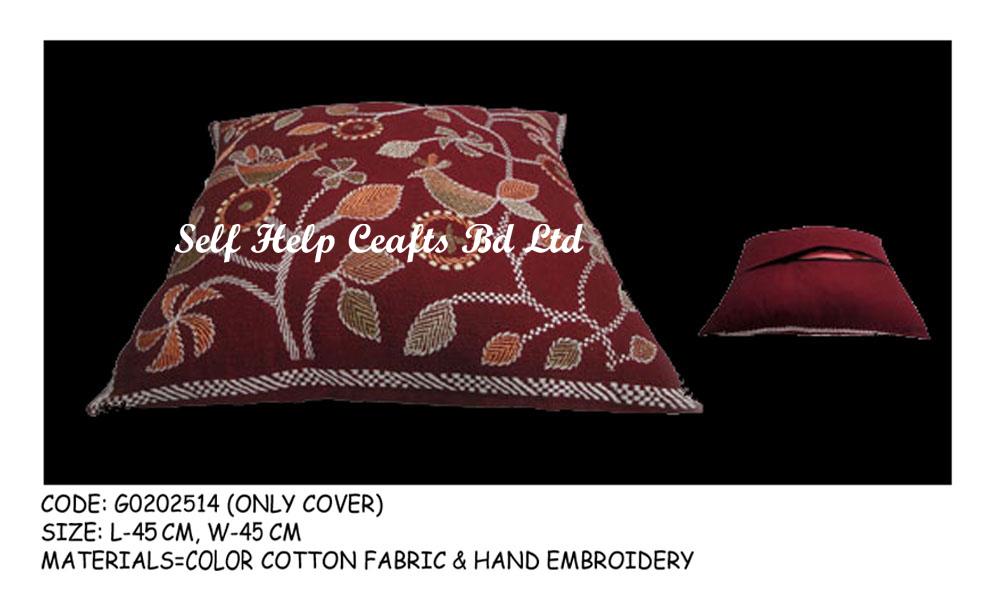 Self Help Ceafts Bd Ltd
CODE: G0202514 (ONLY COVER)
SIZE: L-45 CM, W-45 CM
MATERIALS=COLOR COTTON FABRIC & HAND EMBROIDERY